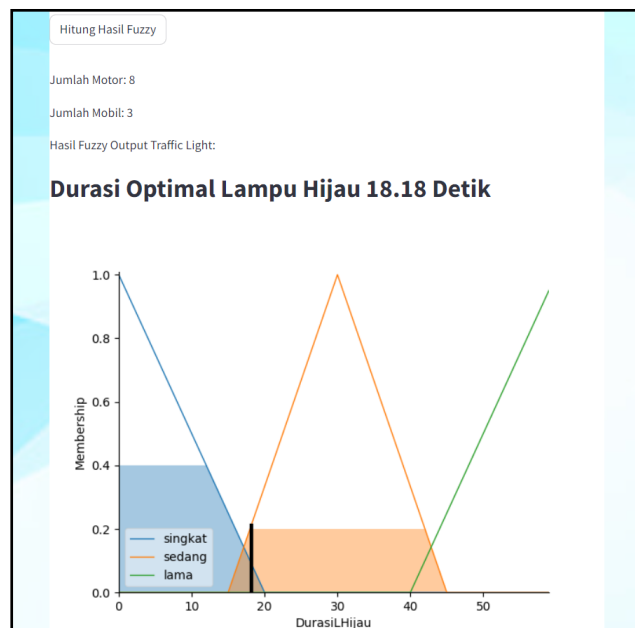 Hitung Hasil Fuzzy
Jumlah Motor: 8
Jumlah Mobil: 3
Hasil Fuzzy Output Traffic Light:
Durasi Optimal Lampu Hijau 18.18 Detik
1.0
0.8
0.6
0.4
0.2
0.0
Membership
singkat
sedang
lama
0 10 20 30 40 50
DurasiLHijau